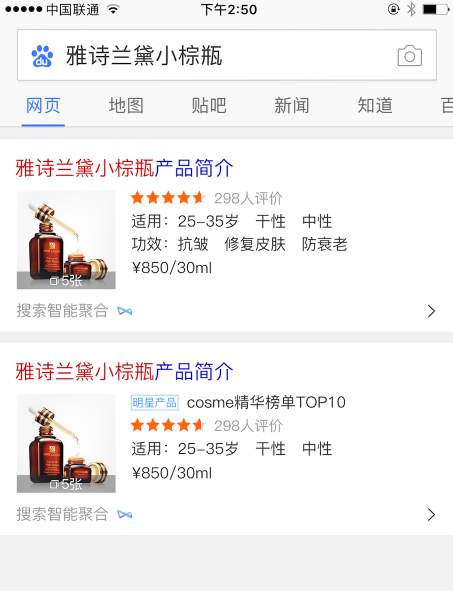 中国联通 下午2:50
du 雅诗兰黛小棕瓶
网页 地图 贴吧 新闻 知道 百
雅诗兰黛小棕瓶产品简介
298人评价
适用：25-35岁 干性 中性
功效：抗皱 修复皮肤 防衰老
¥850/30ml
5张
搜索智能聚合
雅诗兰黛小棕瓶产品简介
明星产品 cosme精华榜单TOP10
298人评价
适用：25-35岁 干性 中性
¥850/30ml
5张
搜索智能聚合